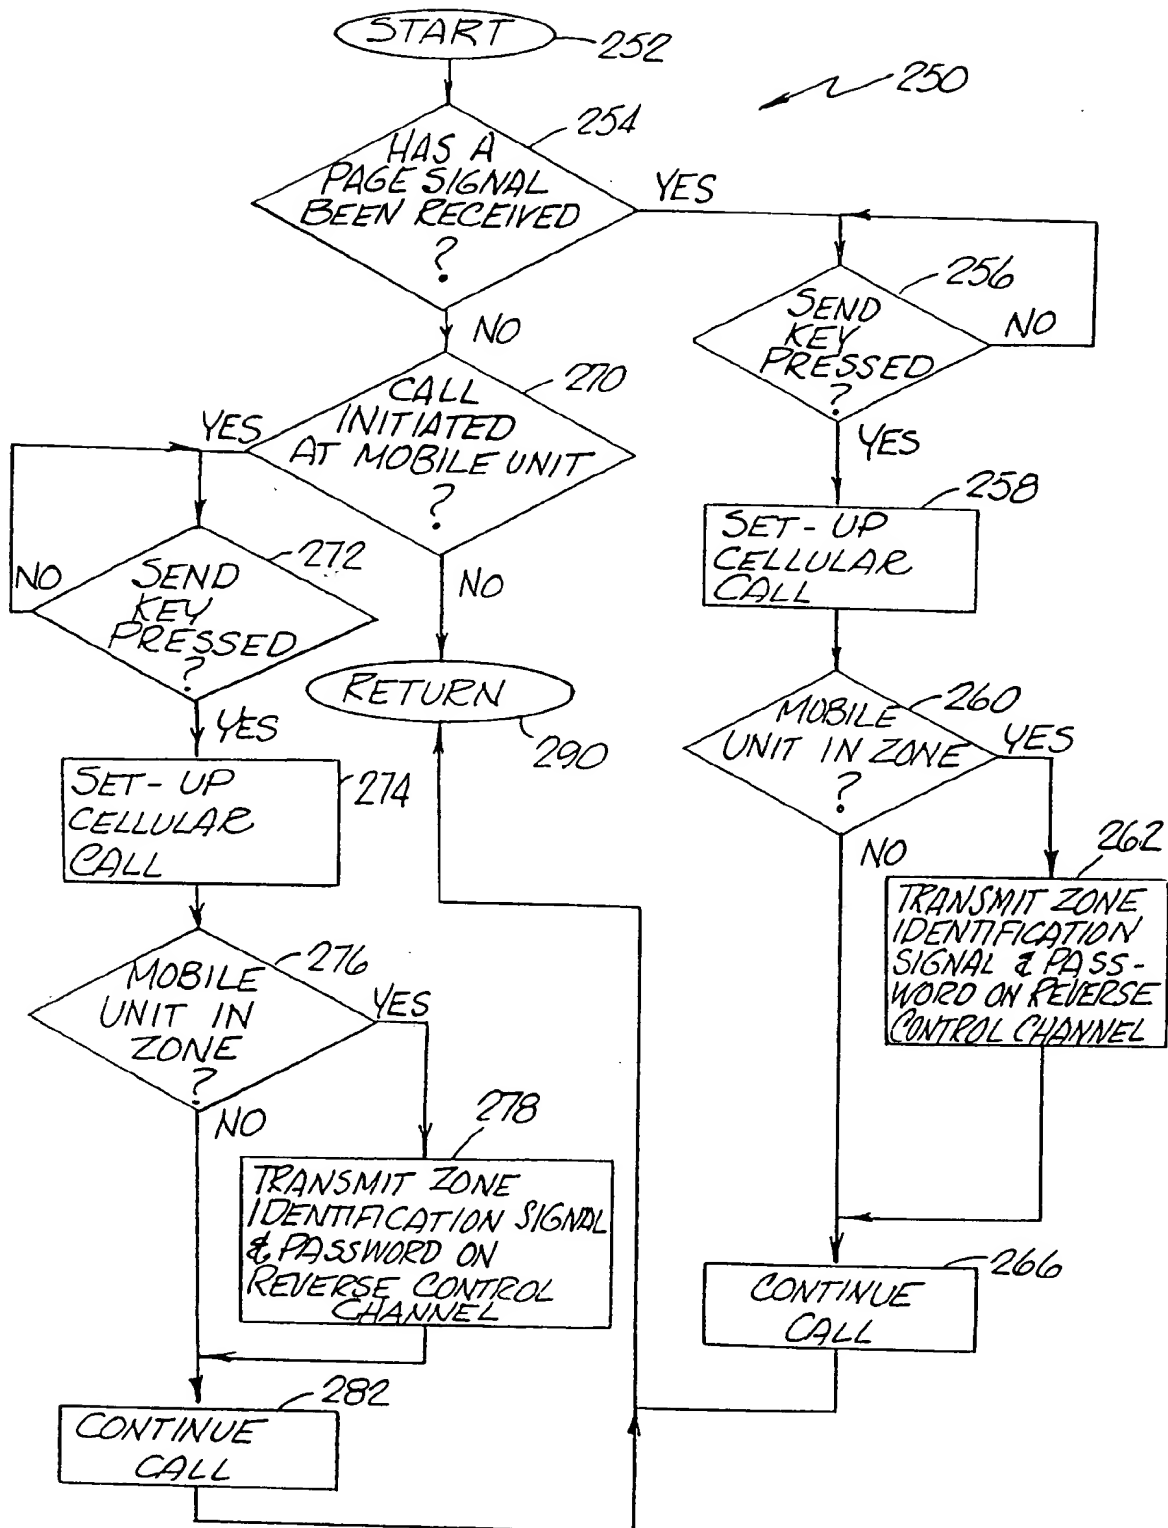 START
252
250
254
HAS A
PAGE SIGNAL
BEEN RECEIVED
?
YES
NO
256
SEND
KEY
PRESSED
?
NO
YES
270
CALL
INITIATED
AT MOBILE UNIT
?
YES
NO
258
SET-UP
CELLULAR
CALL
272
SEND
KEY
PRESSED
?
NO
YES
RETURN
290
260
MOBILE
UNIT IN ZONE
?
YES
NO
274
SET-UP
CELLULAR
CALL
262
TRANSMIT ZONE
IDENTIFICATION
SIGNAL & PASS-
WORD ON REVERSE
CONTROL CHANNEL
276
MOBILE
UNIT IN
ZONE
?
YES
NO
278
TRANSMIT ZONE
IDENTIFICATION SIGNAL
& PASSWORD ON
REVERSE CONTROL
CHANNEL
266
CONTINUE
CALL
282
CONTINUE
CALL